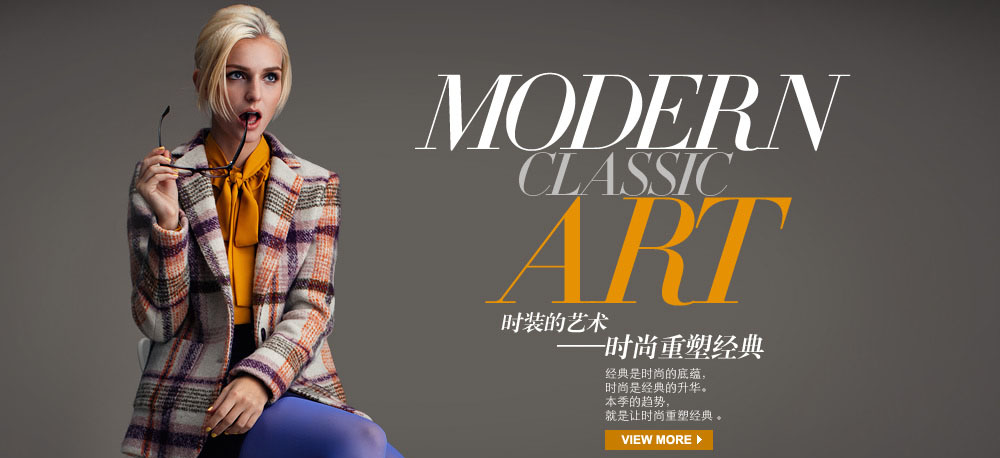 MODERN
CLASSIC
ART
时装的艺术
——时尚重塑经典
经典是时尚的底蕴,
时尚是经典的升华。
本季的趋势,
就是让时尚重塑经典 。
VIEW MORE